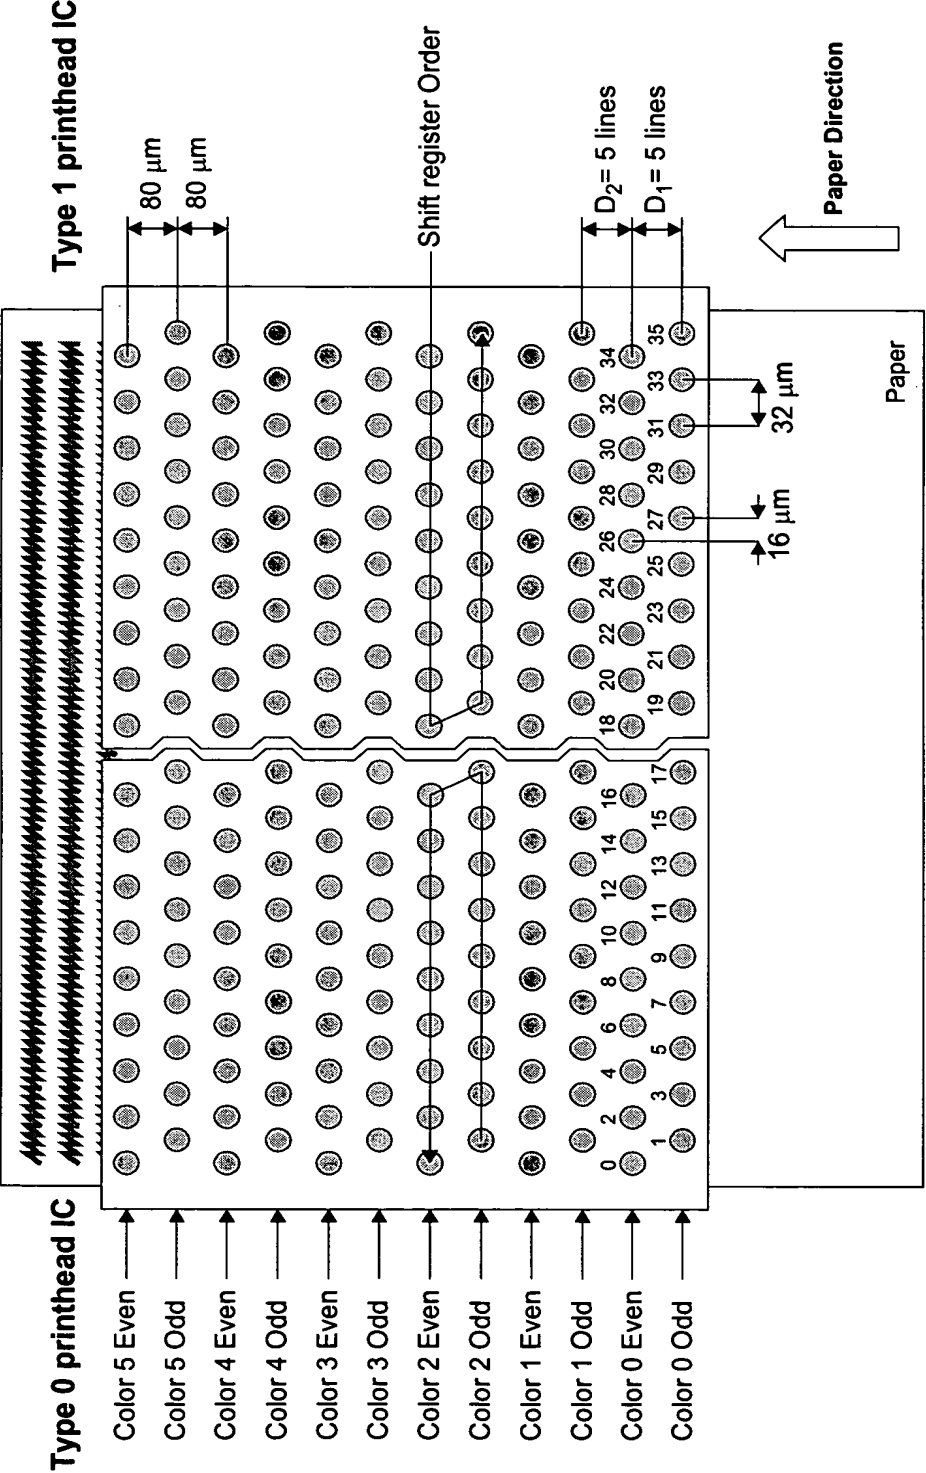 Type 0 printhead IC
Type 1 printhead IC
Color 5 Even
Color 5 Odd
Color 4 Even
Color 4 Odd
Color 3 Even
Color 3 Odd
Color 2 Even
Color 2 Odd
Color 1 Even
Color 1 Odd
Color 0 Even
Color 0 Odd
80 µm
80 µm
Shift register Order
D₂= 5 lines
D₁= 5 lines
Paper Direction
0 2 4 6 8 10 12 14 16 18 20 22 24 26 28 30 32 34
1 3 5 7 9 11 13 15 17 19 21 23 25 27 29 31 33 35
16 µm
32 µm
Paper